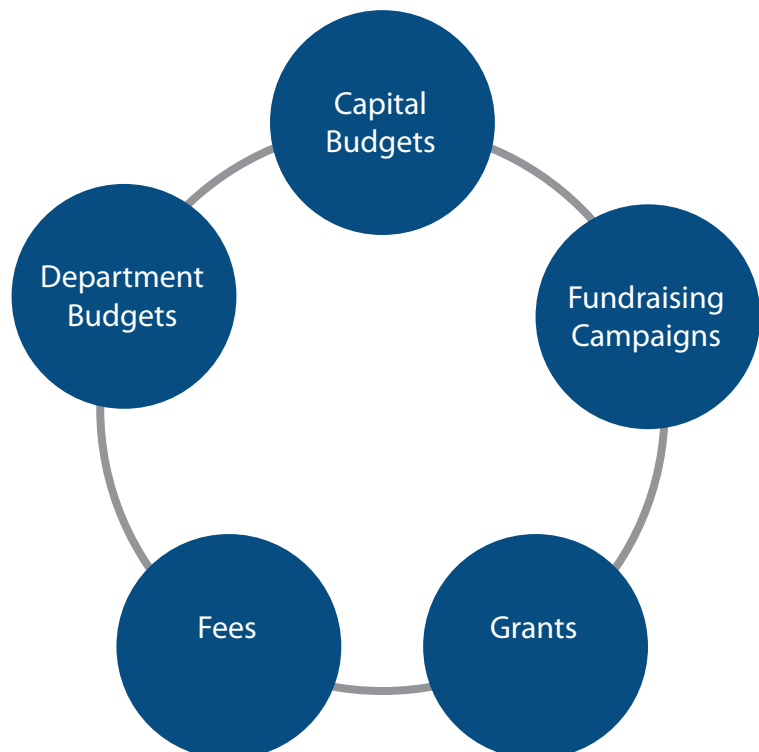 Capital
Budgets
Department
Budgets
Fundraising
Campaigns
Fees
Grants